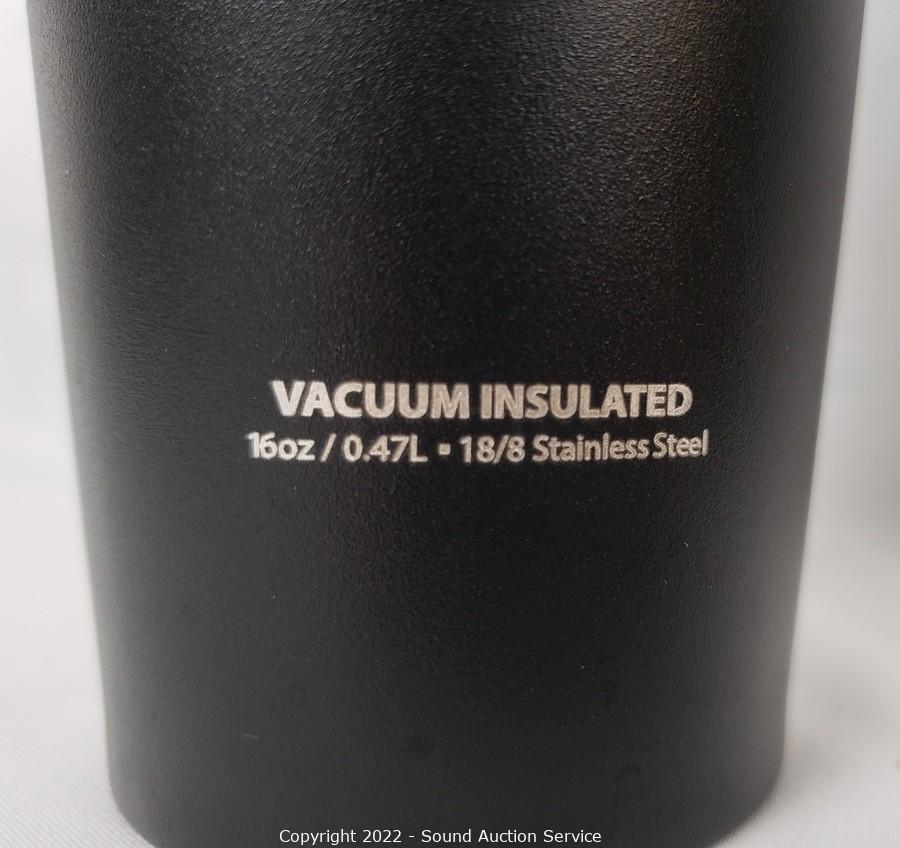 VACUUM INSULATED
16oz / 0.47L ▪ 18/8 Stainless Steel
Copyright 2022 - Sound Auction Service